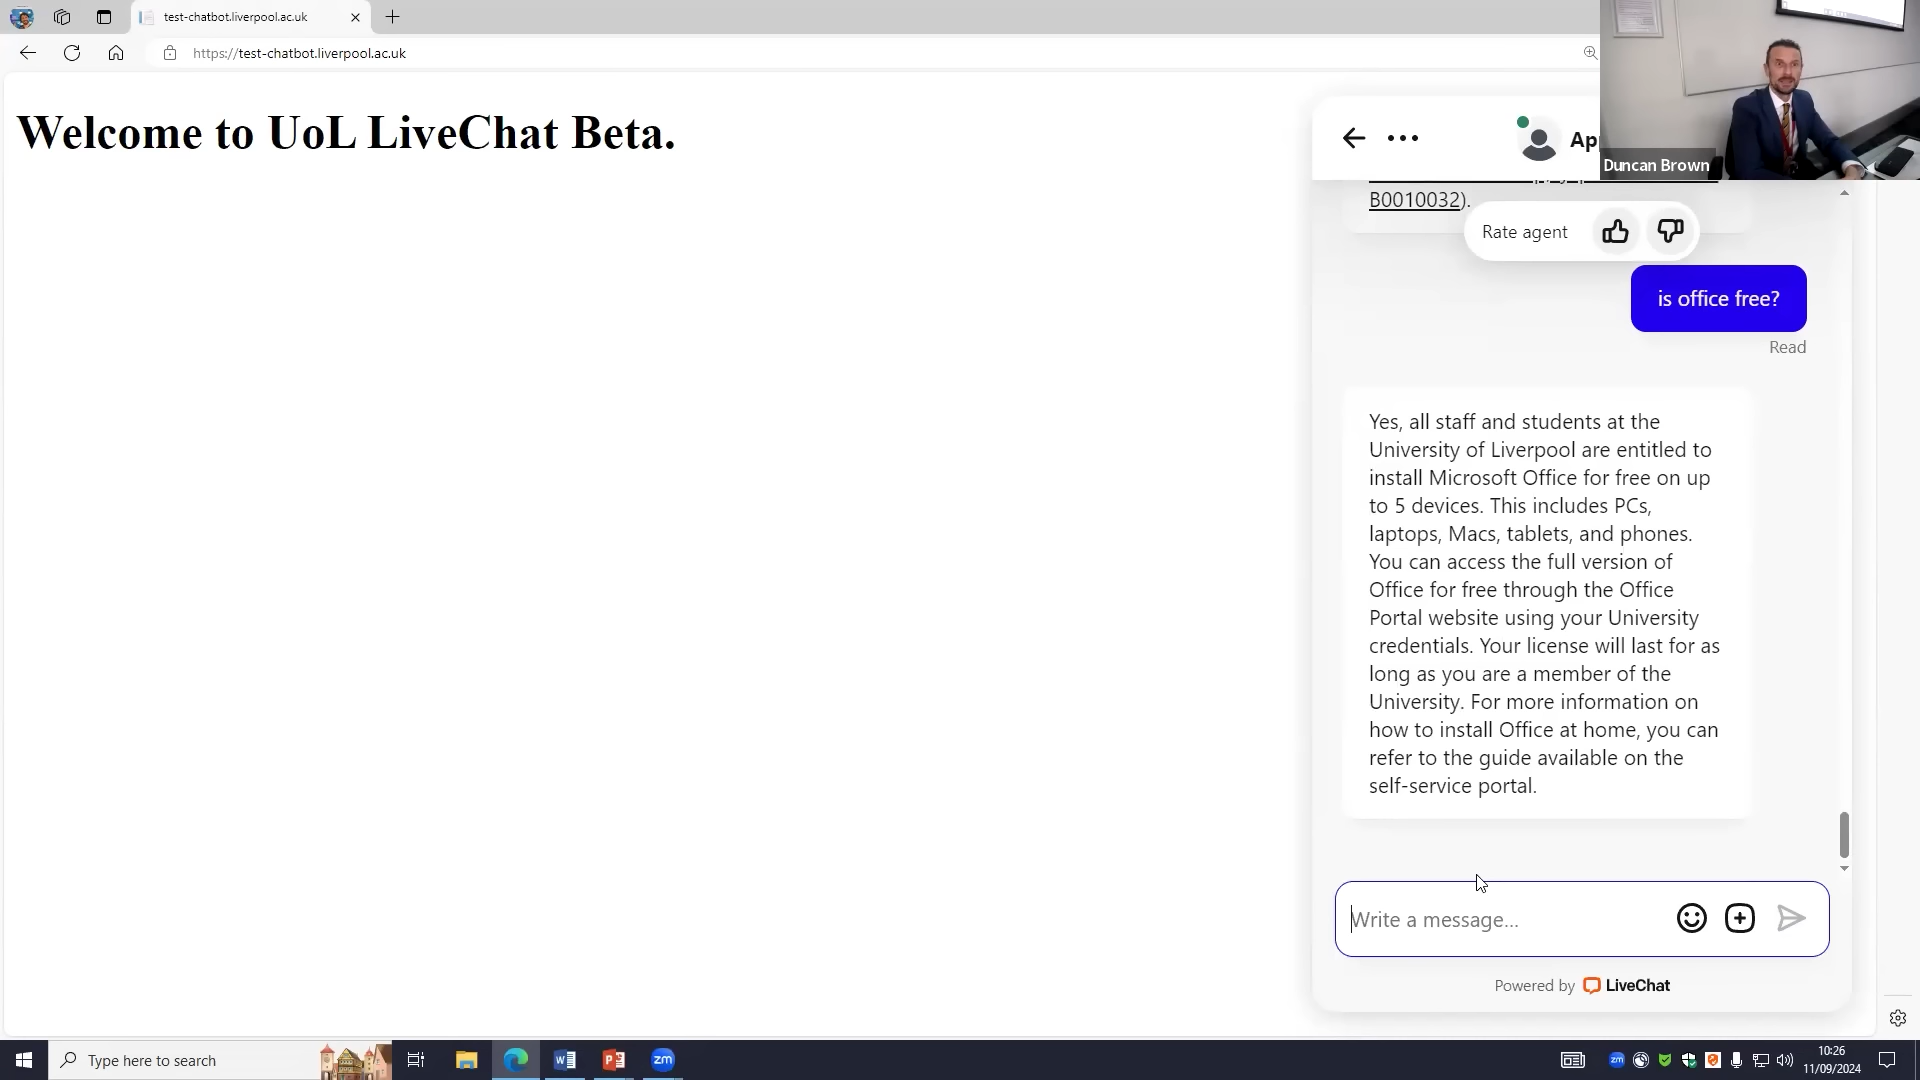 test-chatbot.liverpool.ac.uk
https://test-chatbot.liverpool.ac.uk
Welcome to UoL LiveChat Beta.
Duncan Brown
B0010032).
Rate agent
is office free?
Read
Yes, all staff and students at the
University of Liverpool are entitled to
install Microsoft Office for free on up
to 5 devices. This includes PCs,
laptops, Macs, tablets, and phones.
You can access the full version of
Office for free through the Office
Portal website using your University
credentials. Your license will last for as
long as you are a member of the
University. For more information on
how to install Office at home, you can
refer to the guide available on the
self-service portal.
Write a message...
Powered by LiveChat
Type here to search
zm
zm
10:26
11/09/2024